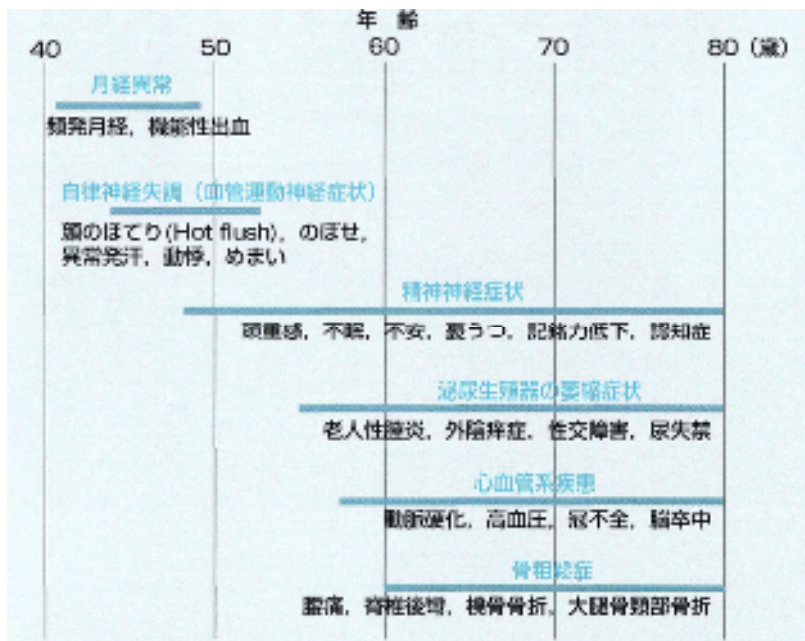 年 齢
40 50 60 70 80 (歳)
月経異常
頻発月経, 機能性出血
自律神経失調 (血管運動神経症状)
顔のほてり(Hot flush), のぼせ,
異常発汗, 動悸, めまい
精神神経症状
頭重感, 不眠, 不安, 憂うつ, 記銘力低下, 認知症
泌尿生殖器の萎縮症状
老人性腟炎, 外陰痒症, 性交障害, 尿失禁
心血管系疾患
動脈硬化, 高血圧, 冠不全, 脳卒中
骨粗鬆症
腰痛, 脊椎後彎, 橈骨骨折, 大腿骨頸部骨折